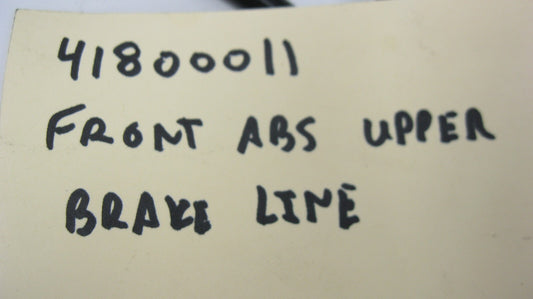 41800011
FRONT ABS UPPER
BRAKE LINE